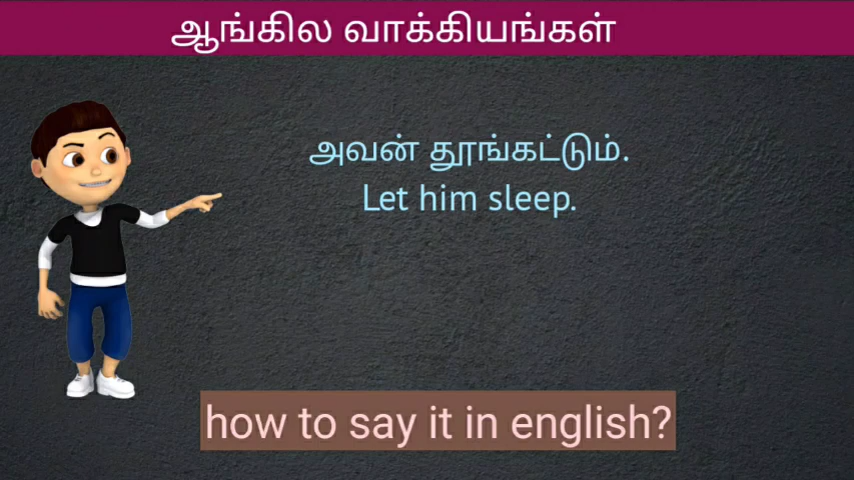 ஆங்கில வாக்கியங்கள்
அவன் தூங்கட்டும்.
Let him sleep.
how to say it in english?